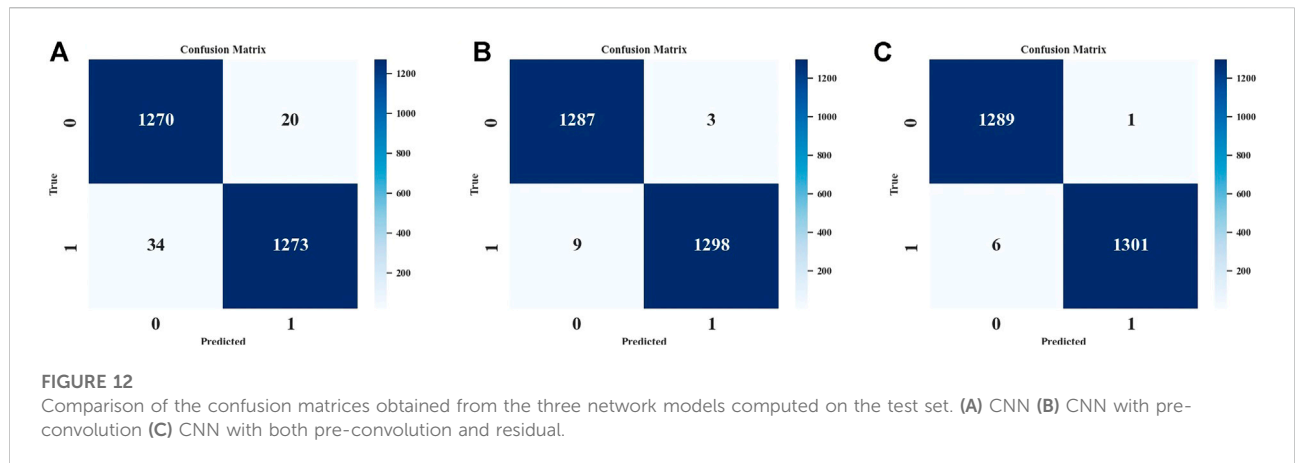 A
Confusion Matrix
0
1270
20
True
1
34
1273
0
1
Predicted
1200
1000
800
600
400
200
B
Confusion Matrix
0
1287
3
True
1
9
1298
0
1
Predicted
1200
1000
800
600
400
200
C
Confusion Matrix
0
1289
1
True
1
6
1301
0
1
Predicted
1200
1000
800
600
400
200
FIGURE 12
Comparison of the confusion matrices obtained from the three network models computed on the test set. (A) CNN (B) CNN with pre-
convolution (C) CNN with both pre-convolution and residual.